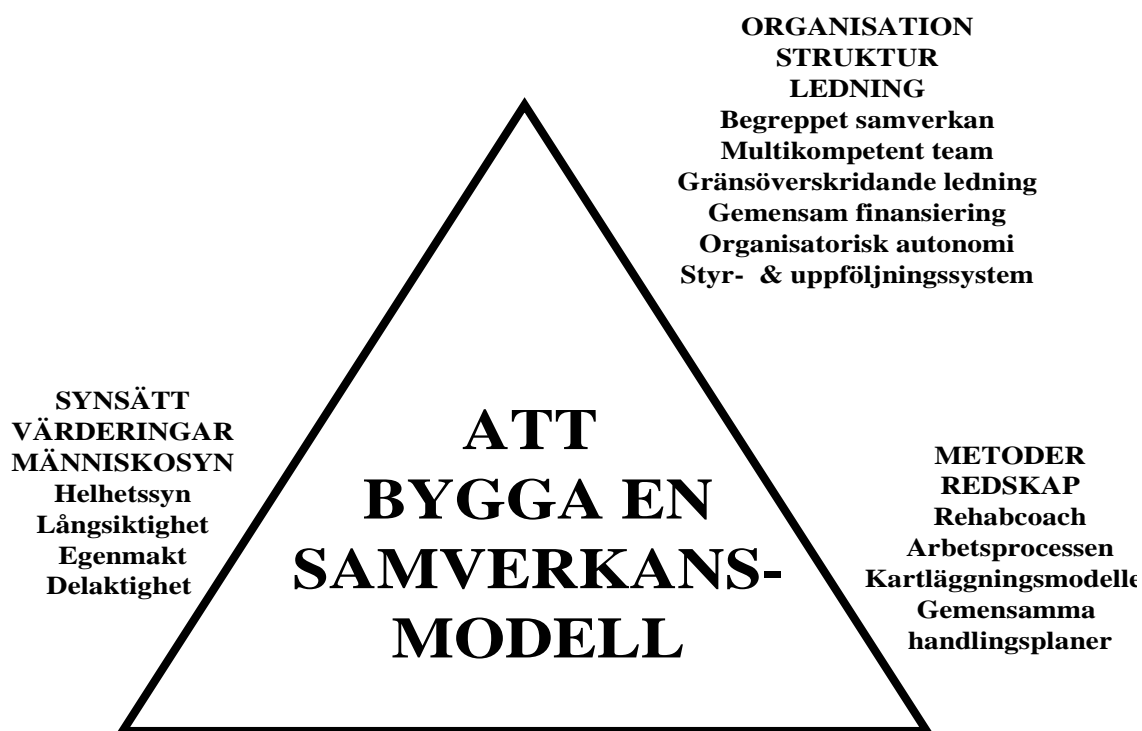 ORGANISATION
STRUKTUR
LEDNING
Begreppet samverkan
Multikompetent team
Gränsöverskridande ledning
Gemensam finansiering
Organisatorisk autonomi
Styr- & uppföljningssystem
SYNSÄTT
VÄRDERINGAR
MÄNNISKOSYN
Helhetssyn
Långsiktighet
Egenmakt
Delaktighet
ATT
BYGGA EN
SAMVERKANS-
MODELL
METODER
REDSKAP
Rehabcoach
Arbetsprocessen
Kartläggningsmodelle
Gemensamma
handlingsplaner